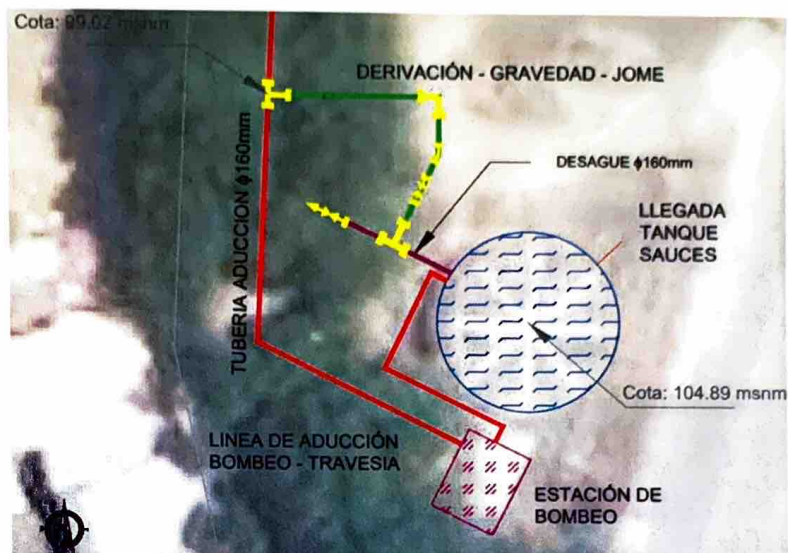 Cota: 99.02 msnm
DERIVACIÓN - GRAVEDAD - JOME
TUBERIA ADUCCION ϕ160mm
DESAGUE ϕ160mm
LLEGADA
TANQUE
SAUCES
Cota: 104.89 msnm
LINEA DE ADUCCIÓN
BOMBEO - TRAVESIA
ESTACIÓN DE
BOMBEO